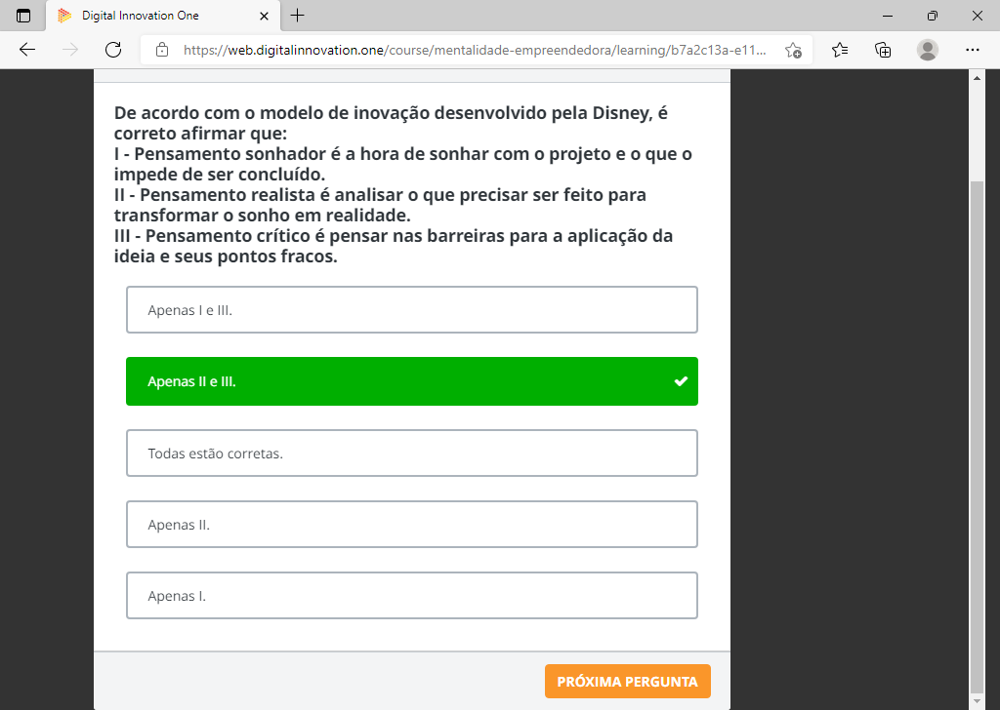 Digital Innovation One
https://web.digitalinnovation.one/course/mentalidade-empreendedora/learning/b7a2c13a-e11...
De acordo com o modelo de inovação desenvolvido pela Disney, é
correto afirmar que:
I - Pensamento sonhador é a hora de sonhar com o projeto e o que o
impede de ser concluído.
II - Pensamento realista é analisar o que precisar ser feito para
transformar o sonho em realidade.
III - Pensamento crítico é pensar nas barreiras para a aplicação da
ideia e seus pontos fracos.
Apenas I e III.
Apenas II e III.
Todas estão corretas.
Apenas II.
Apenas I.
PRÓXIMA PERGUNTA